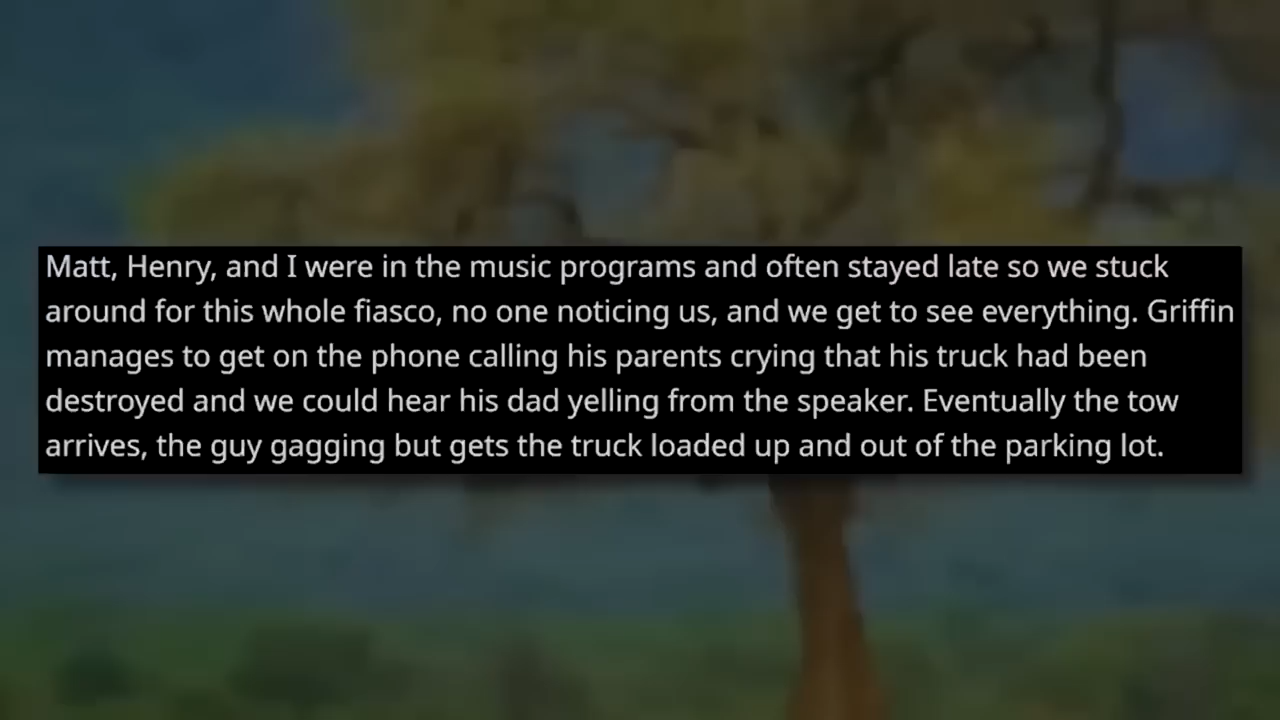 Matt, Henry, and I were in the music programs and often stayed late so we stuck
around for this whole fiasco, no one noticing us, and we get to see everything. Griffin
manages to get on the phone calling his parents crying that his truck had been
destroyed and we could hear his dad yelling from the speaker. Eventually the tow
arrives, the guy gagging but gets the truck loaded up and out of the parking lot.